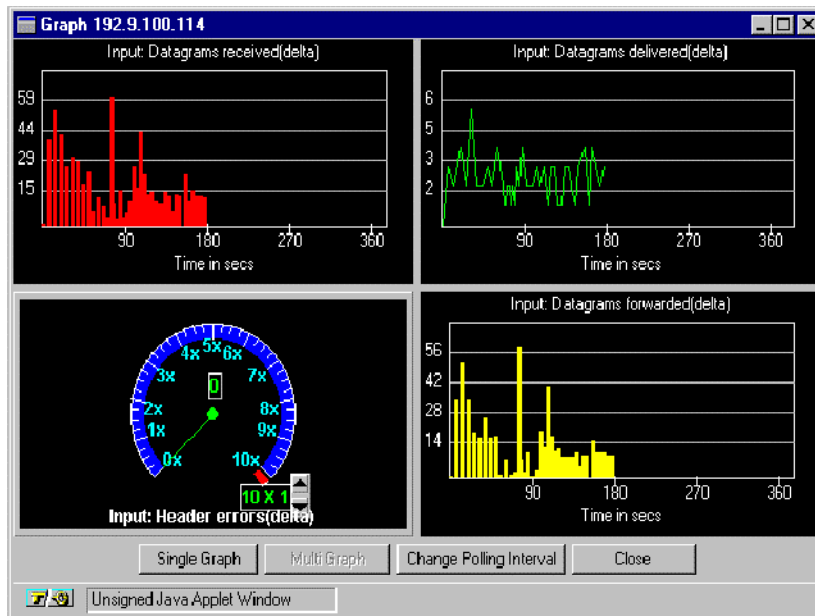 Graph 192.9.100.114
Input: Datagrams received(delta)
59
44
29
15
90 180 270 360
Time in secs
Input: Datagrams delivered(delta)
6
5
3
2
90 180 270 360
Time in secs
0x 1x 2x 3x 4x 5x 6x 7x 8x 9x 10x
0
10 X 1
Input: Header errors(delta)
Input: Datagrams forwarded(delta)
56
42
28
14
90 180 270 360
Time in secs
Single Graph
Multi Graph
Change Polling Interval
Close
Unsigned Java Applet Window